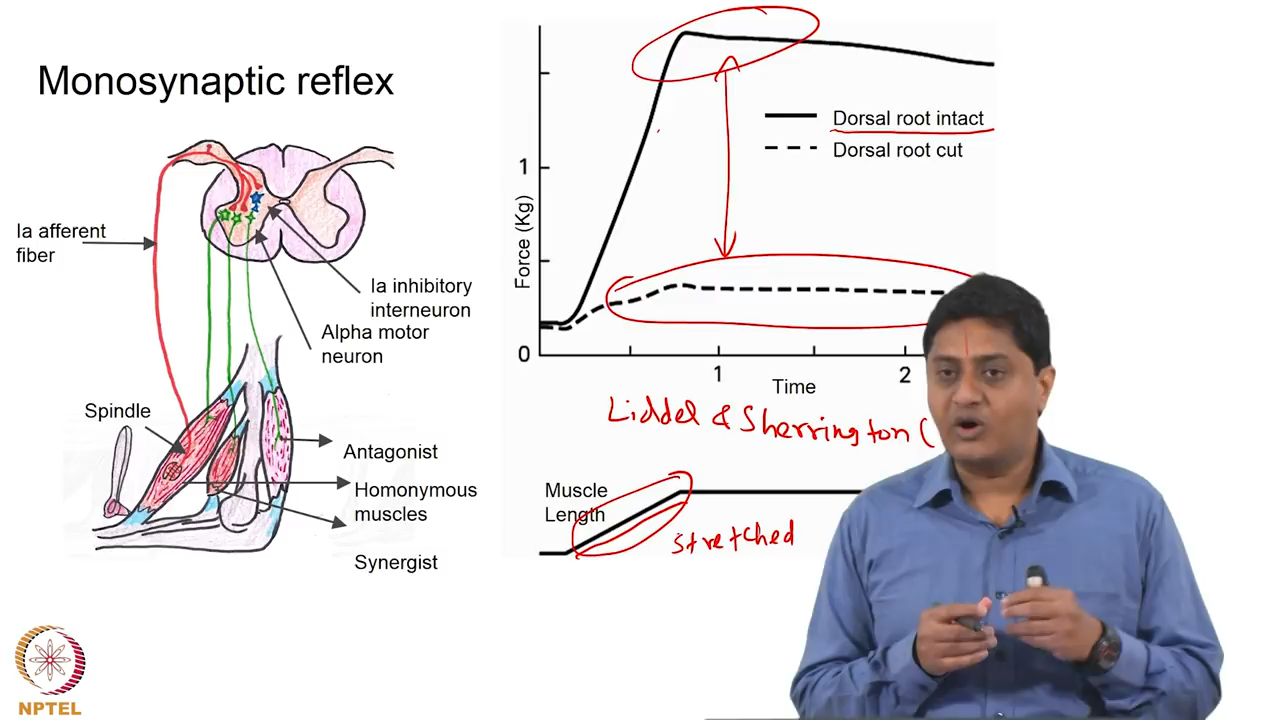 Monosynaptic reflex
Ia afferent
fiber
Ia inhibitory
interneuron
Alpha motor
neuron
Spindle
Antagonist
Homonymous
muscles
Synergist
Force (Kg)
1
0
Dorsal root intact
Dorsal root cut
1
2
Time
Liddel & Sherrington (
Muscle
Length
Stretched
NPTEL